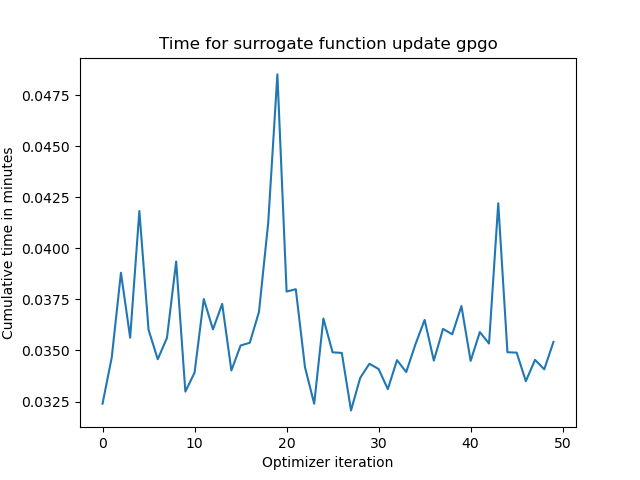 Time for surrogate function update gpgo
Cumulative time in minutes
0.0475
0.0450
0.0425
0.0400
0.0375
0.0350
0.0325
0 10 20 30 40 50
Optimizer iteration